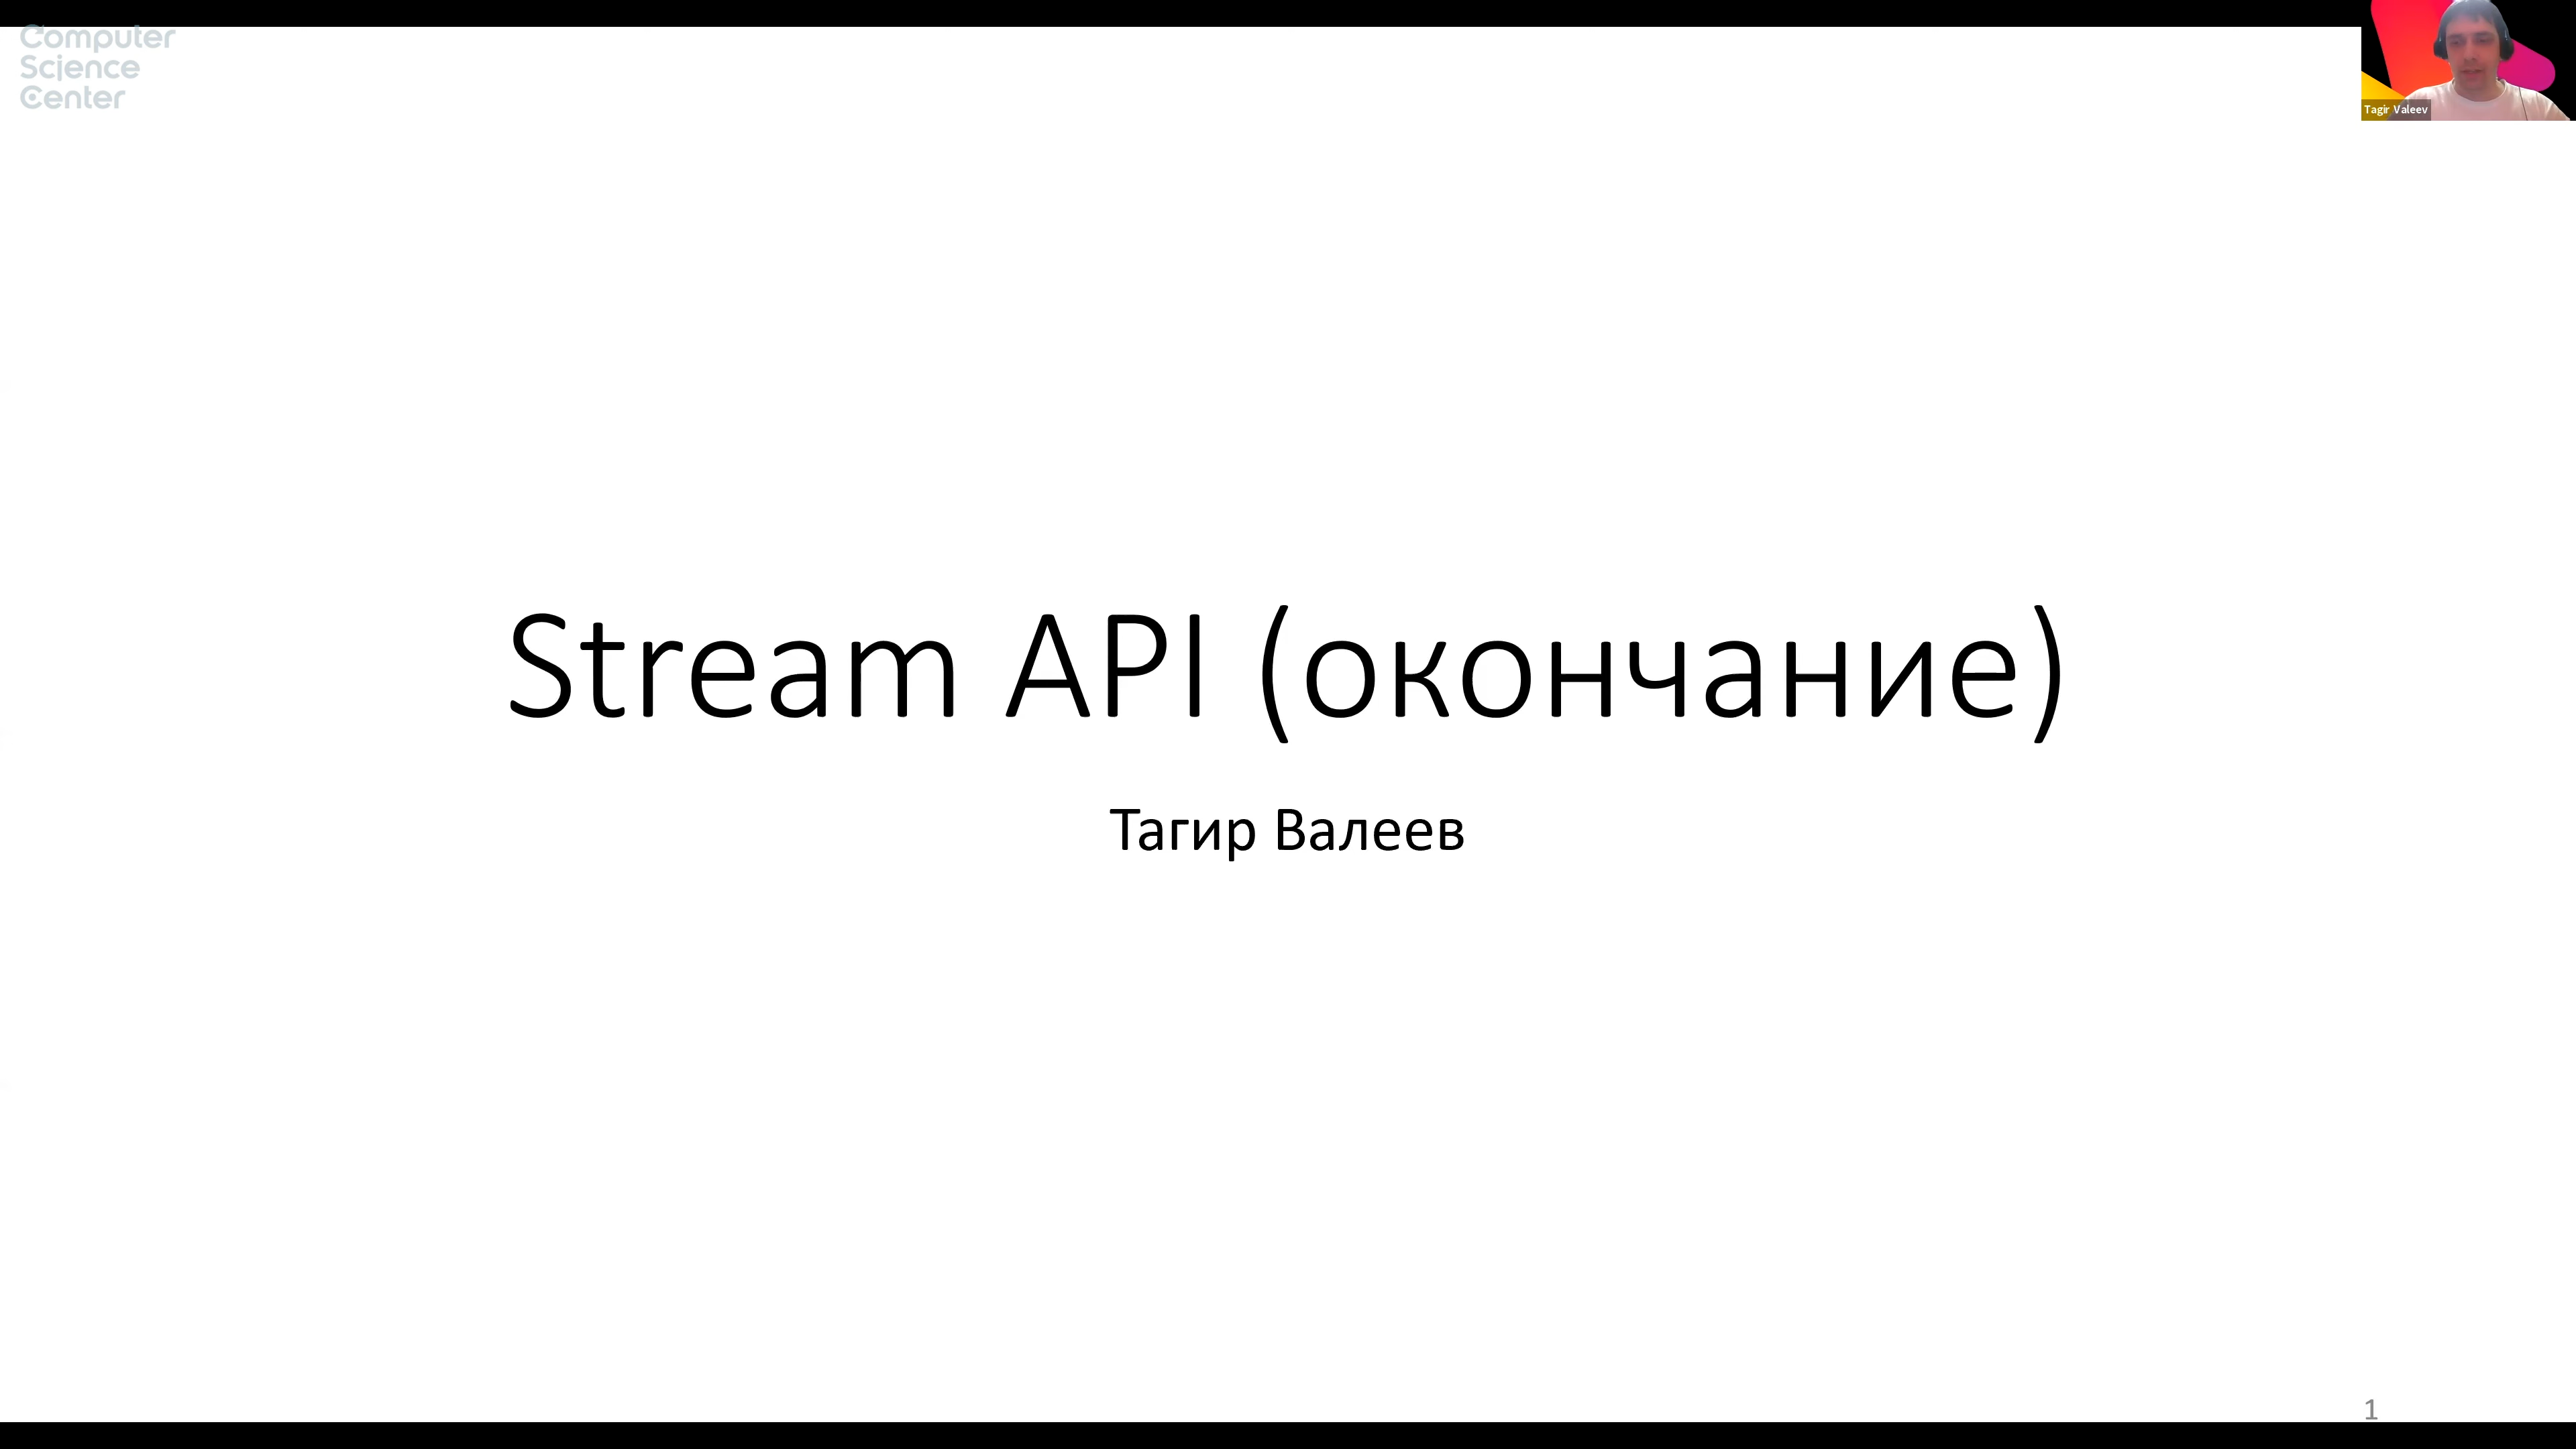 Computer
Science
Center
Tagir Valeev
Stream API (окончание)
Тагир Валеев
1